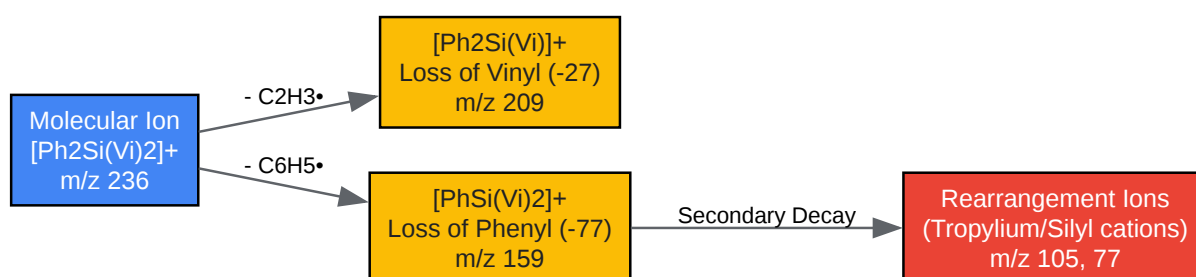 Molecular Ion
[Ph2Si(Vi)2]+
m/z 236
- C2H3•
[Ph2Si(Vi)]+
Loss of Vinyl (-27)
m/z 209
- C6H5•
[PhSi(Vi)2]+
Loss of Phenyl (-77)
m/z 159
Secondary Decay
Rearrangement Ions
(Tropylium/Silyl cations)
m/z 105, 77